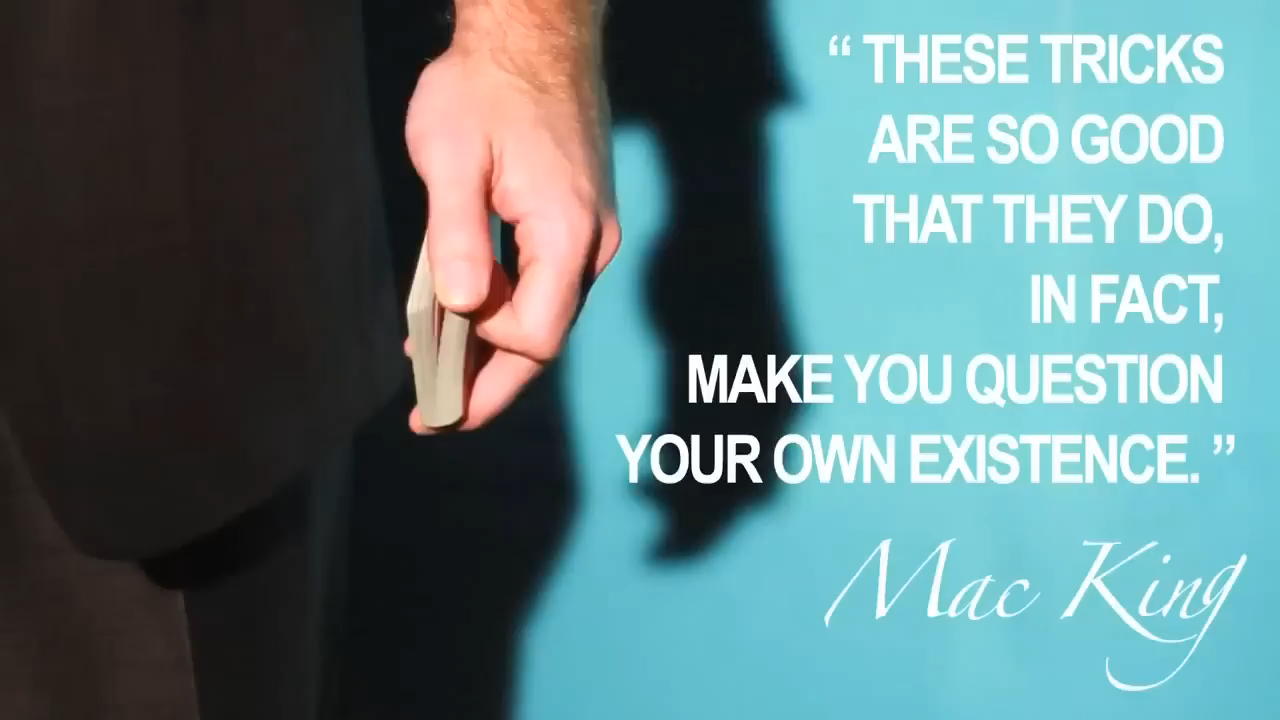 “ THESE TRICKS
ARE SO GOOD
THAT THEY DO,
IN FACT,
MAKE YOU QUESTION
YOUR OWN EXISTENCE. ”
Mac King